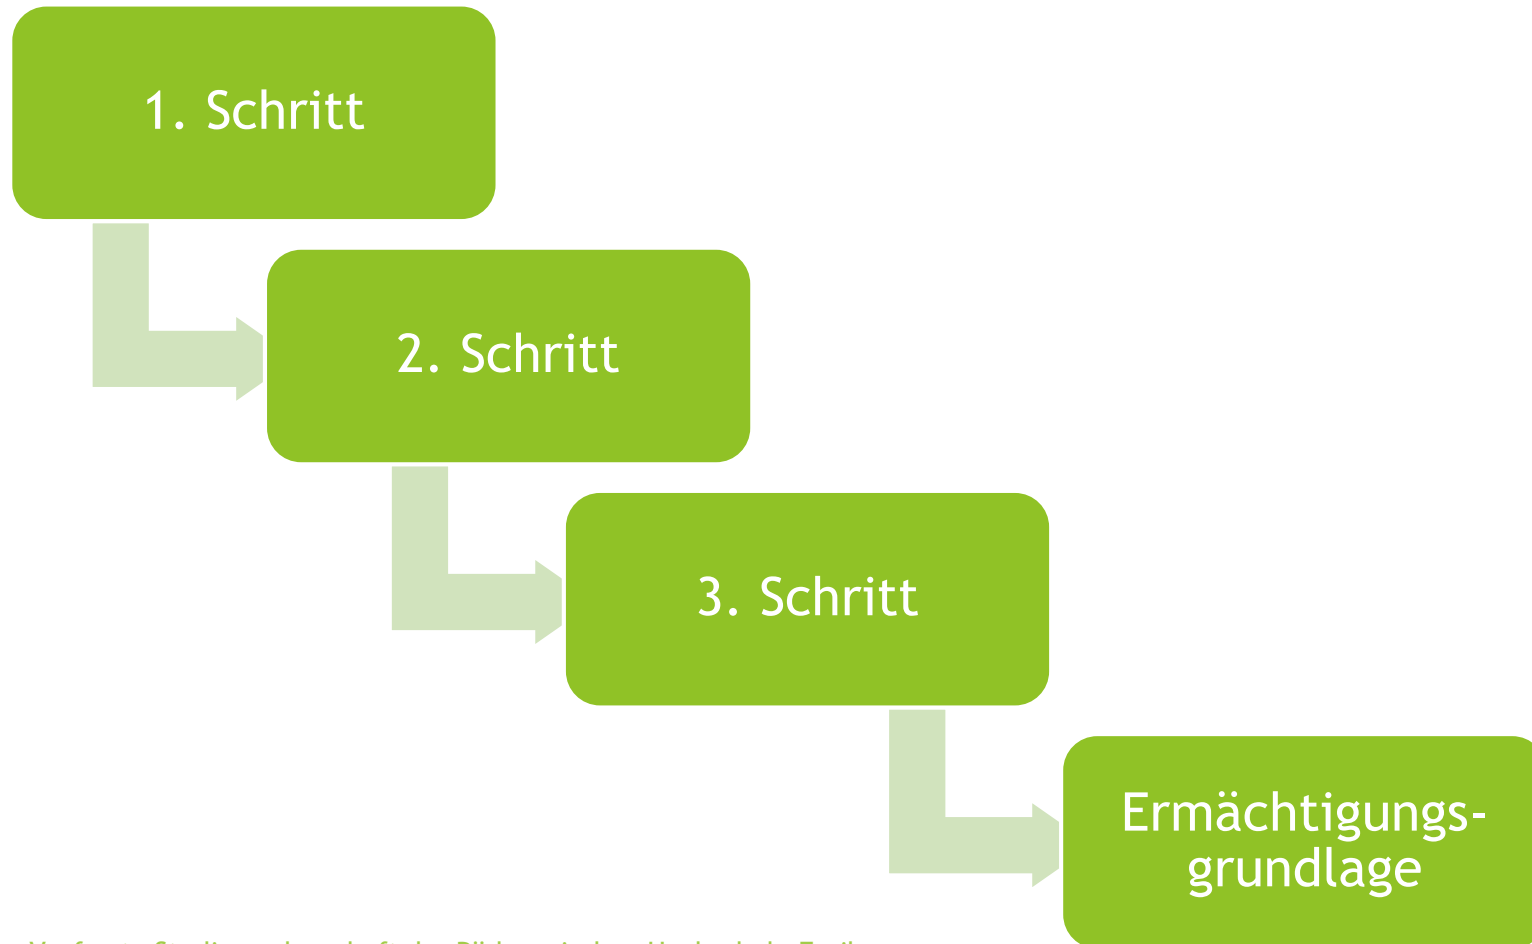 1. Schritt
2. Schritt
3. Schritt
Ermächtigungs-
grundlage